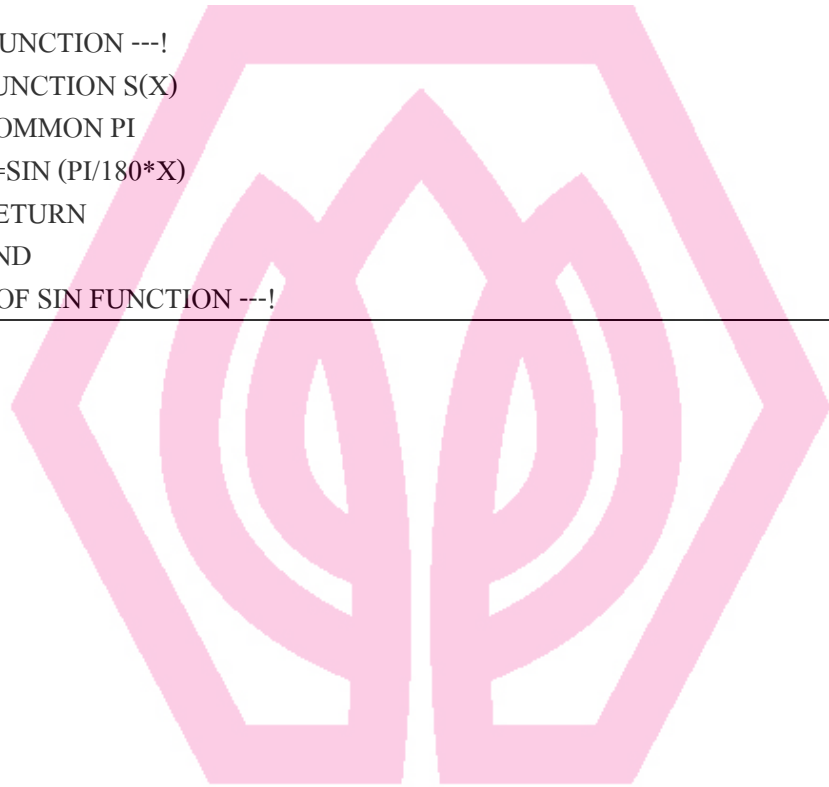 UNCTION ---!
UNCTION S(X)
OMMON PI
=SIN (PI/180*X)
ETURN
ND
OF SIN FUNCTION ---!